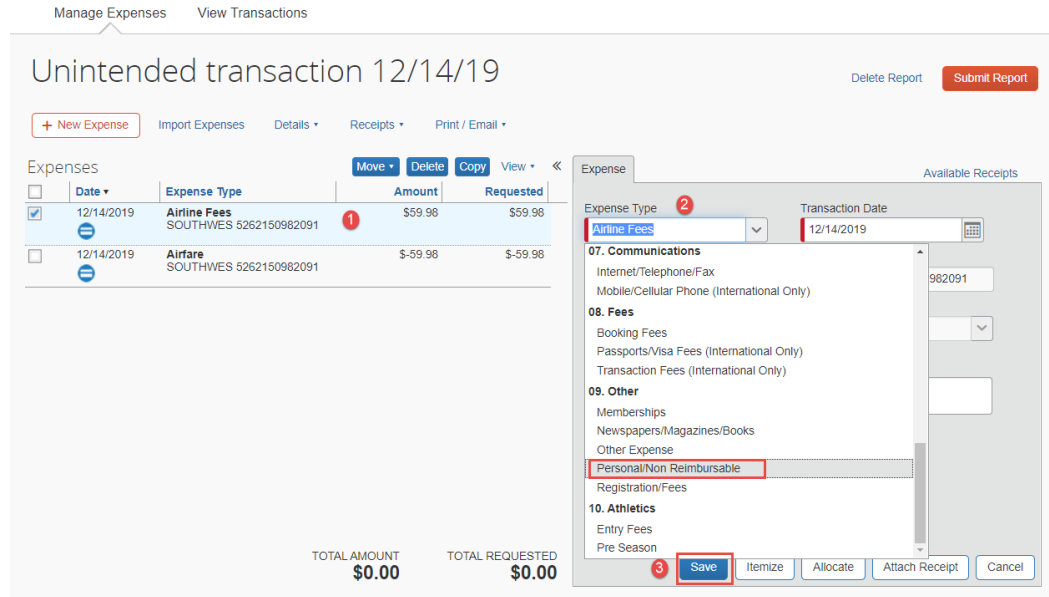 Manage Expenses View Transactions
Unintended transaction 12/14/19
Delete Report Submit Report
+ New Expense Import Expenses Details Receipts Print / Email
Expenses Move Delete Copy View «
Date Expense Type Amount Requested
12/14/2019 Airline Fees $59.98 $59.98
SOUTHWES 5262150982091
1
12/14/2019 Airfare $-59.98 $-59.98
SOUTHWES 5262150982091
TOTAL AMOUNT TOTAL REQUESTED
$0.00 $0.00
Expense Available Receipts
Expense Type 2 Transaction Date
Airline Fees 12/14/2019
982091
07. Communications
Internet/Telephone/Fax
Mobile/Cellular Phone (International Only)
08. Fees
Booking Fees
Passports/Visa Fees (International Only)
Transaction Fees (International Only)
09. Other
Memberships
Newspapers/Magazines/Books
Other Expense
Personal/Non Reimbursable
Registration/Fees
10. Athletics
Entry Fees
Pre Season
3 Save Itemize Allocate Attach Receipt Cancel